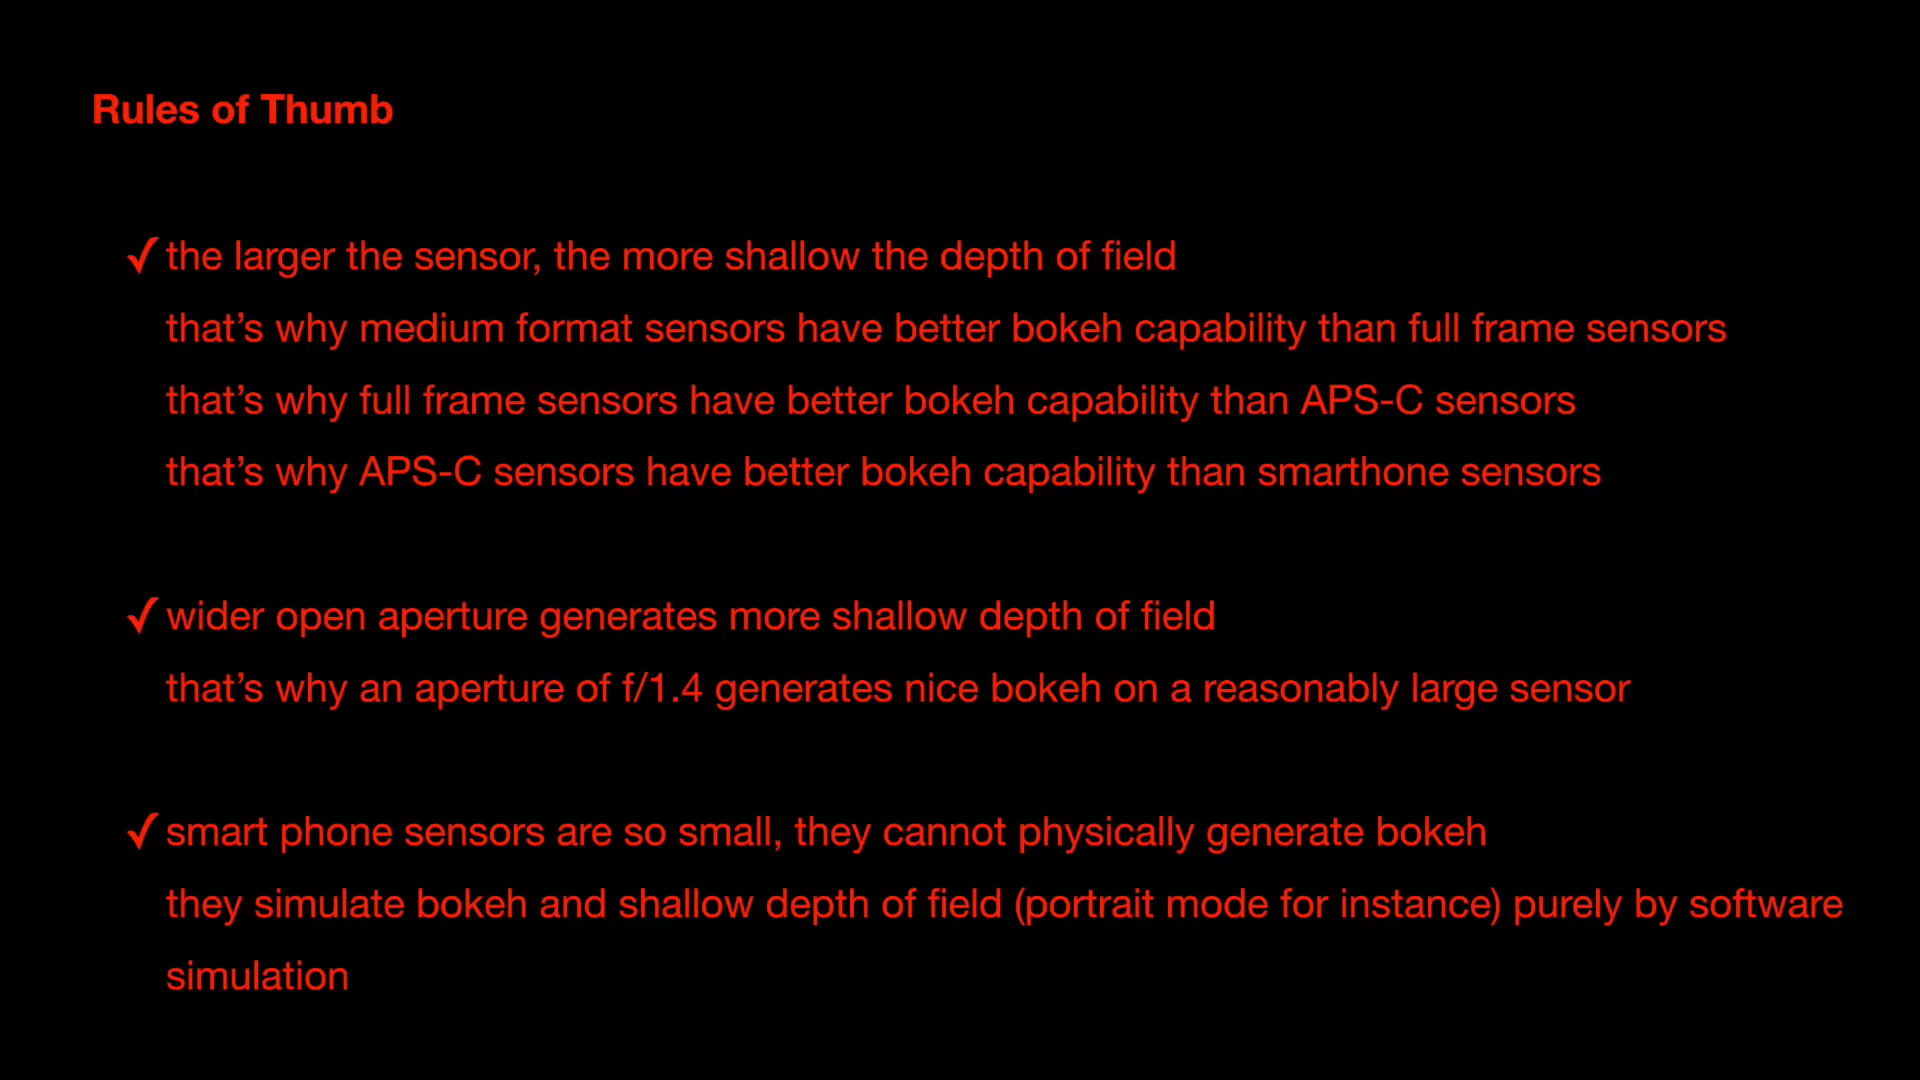 Rules of Thumb
✓ the larger the sensor, the more shallow the depth of field
that’s why medium format sensors have better bokeh capability than full frame sensors
that’s why full frame sensors have better bokeh capability than APS-C sensors
that’s why APS-C sensors have better bokeh capability than smarthone sensors
✓ wider open aperture generates more shallow depth of field
that’s why an aperture of f/1.4 generates nice bokeh on a reasonably large sensor
✓ smart phone sensors are so small, they cannot physically generate bokeh
they simulate bokeh and shallow depth of field (portrait mode for instance) purely by software
simulation